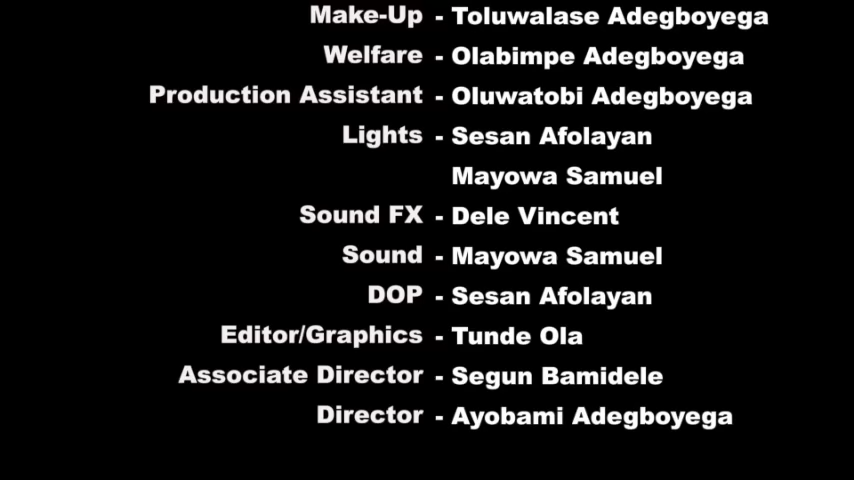 Make-Up - Toluwalase Adegboyega
Welfare - Olabimpe Adegboyega
Production Assistant - Oluwatobi Adegboyega
Lights - Sesan Afolayan
Mayowa Samuel
Sound FX - Dele Vincent
Sound - Mayowa Samuel
DOP - Sesan Afolayan
Editor/Graphics - Tunde Ola
Associate Director - Segun Bamidele
Director - Ayobami Adegboyega